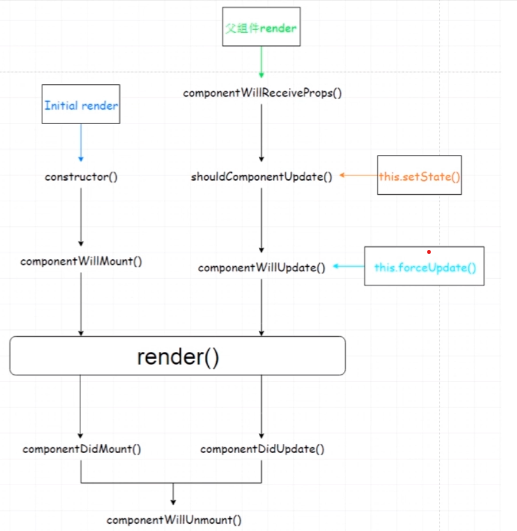 父组件render
componentWillReceiveProps()
Initial render
constructor()
shouldComponentUpdate()
this.setState()
componentWillMount()
componentWillUpdate()
this.forceUpdate()
render()
componentDidMount()
componentDidUpdate()
componentWillUnmount()